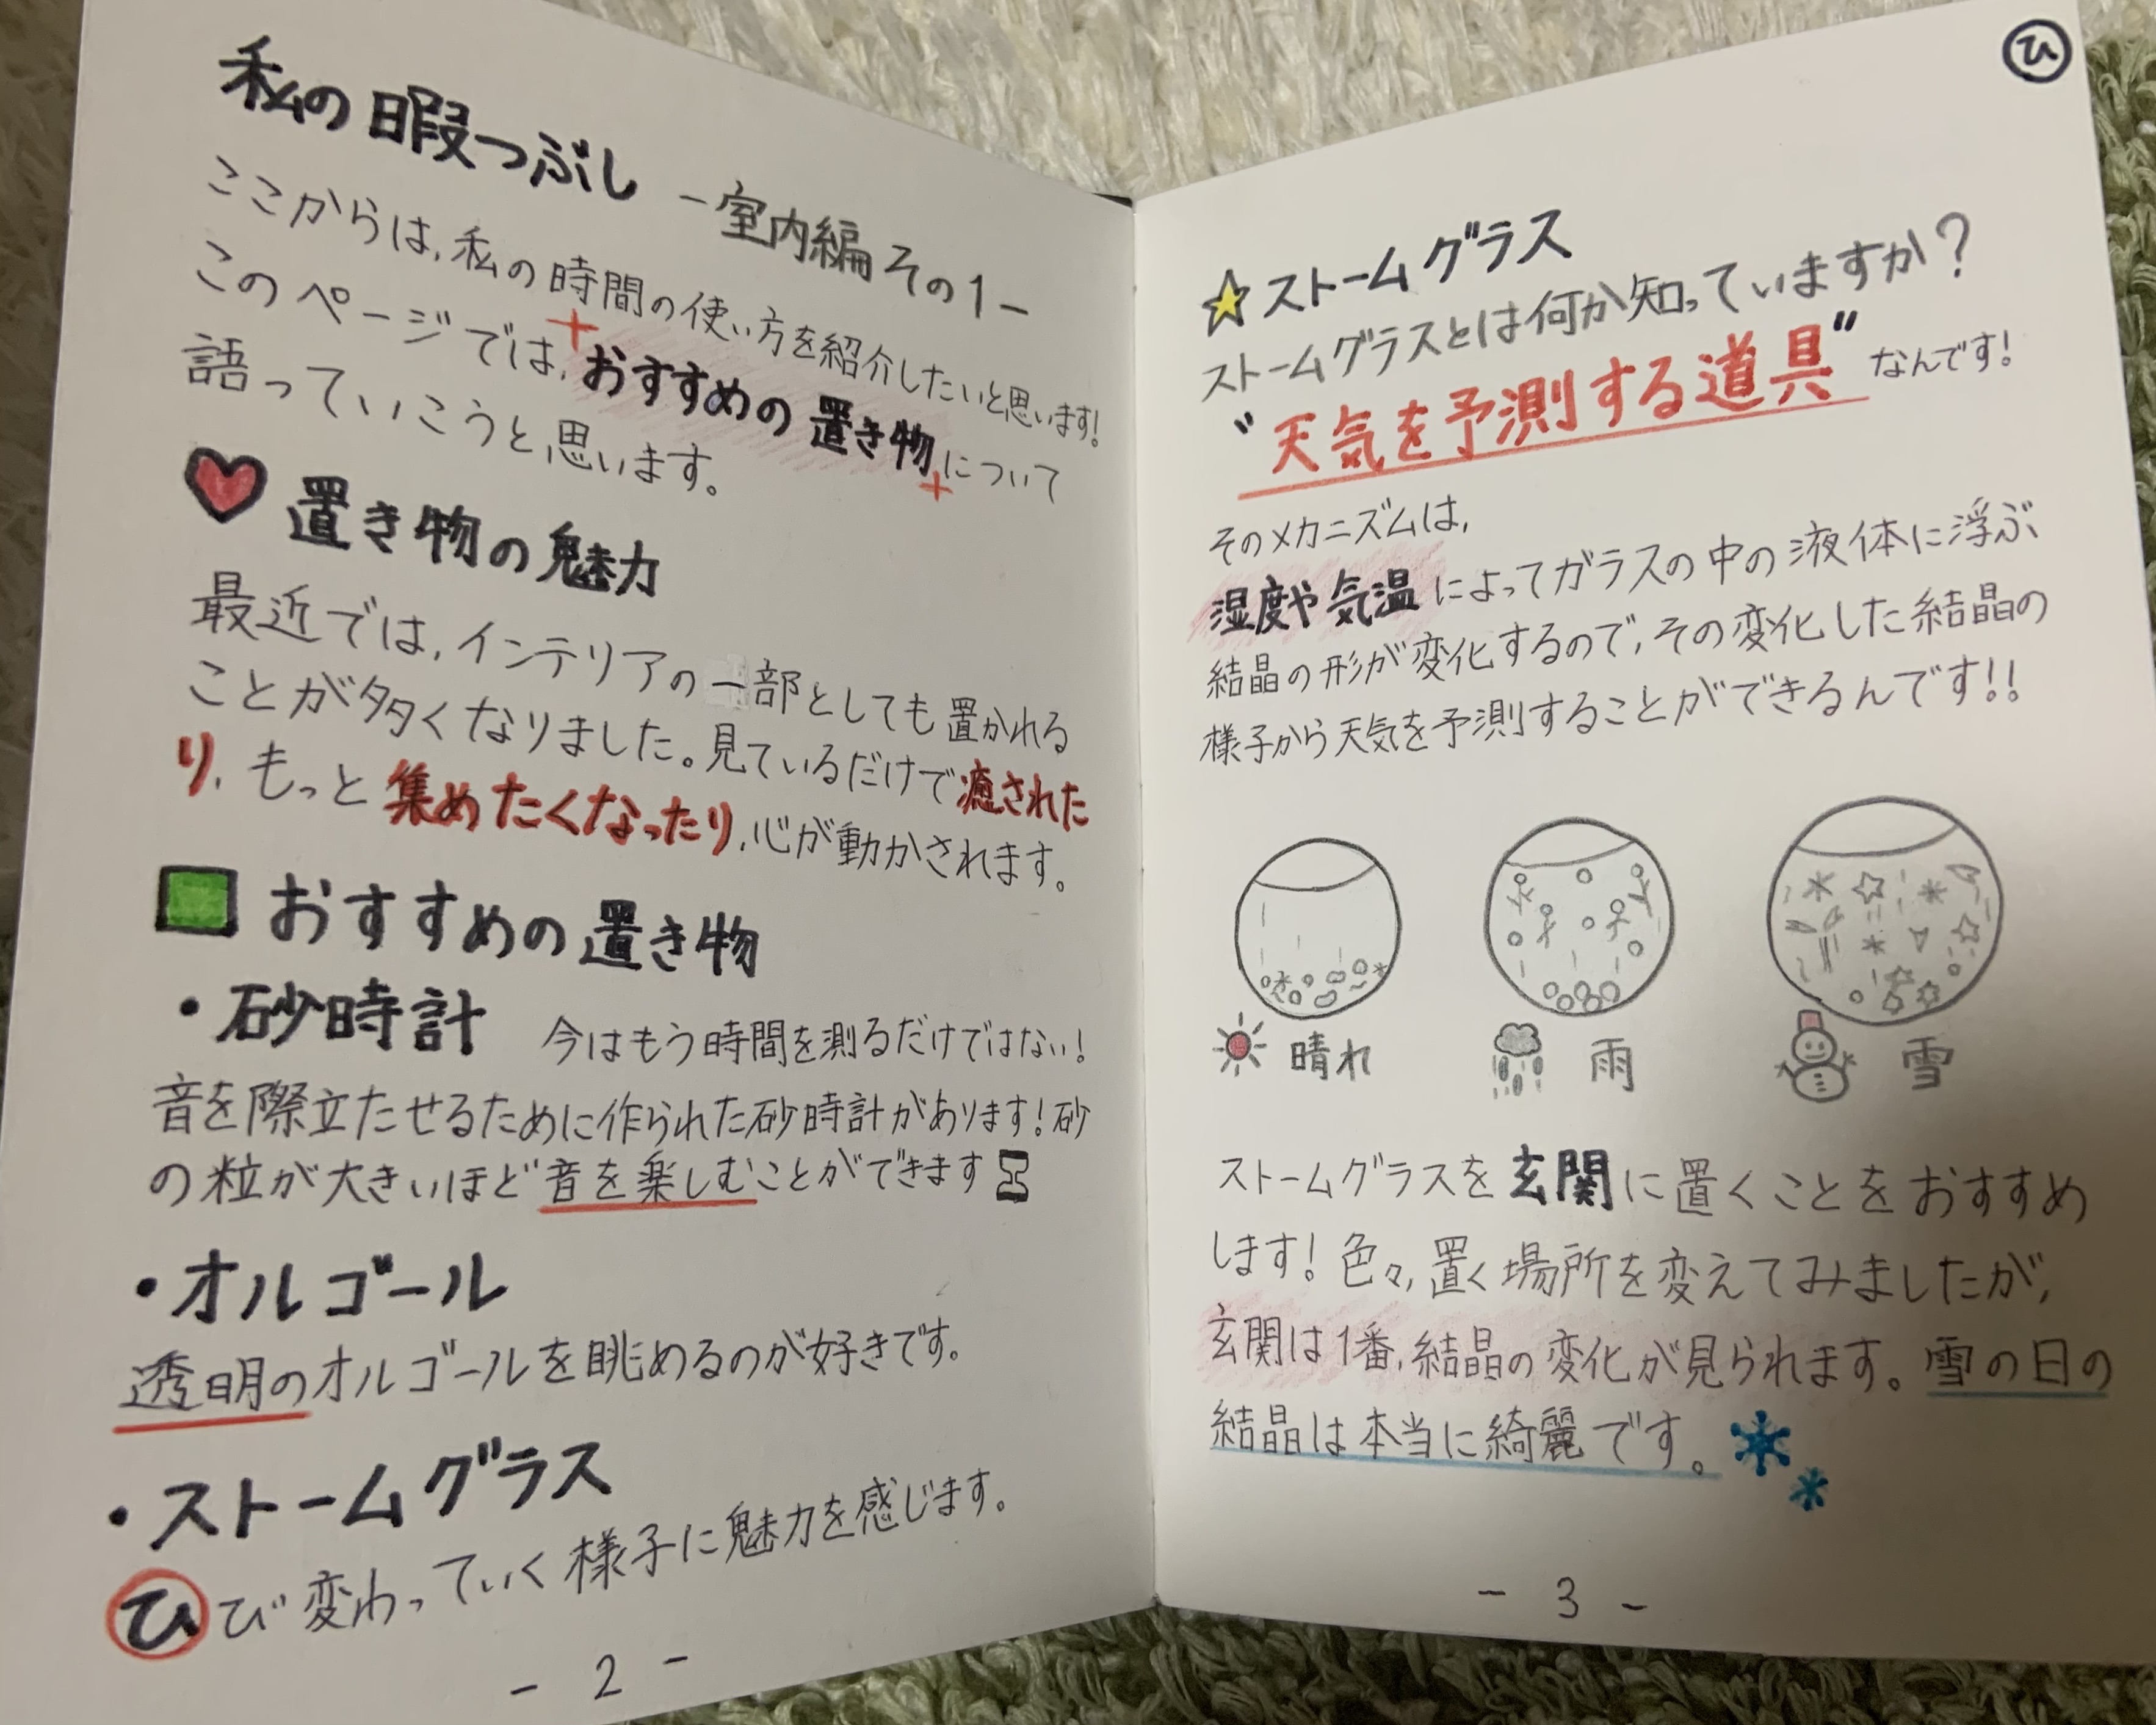 私の暇つぶし -室内編 その1-
ここからは、私の時間の使い方を紹介したいと思います!
このページでは、おすすめの置き物について
語っていこうと思います。
置き物の魅力
最近では、インテリアの一部としても置かれる
ことが多くなりました。見ているだけで癒された
り、もっと集めたくなったり、心が動かされます。
おすすめの置き物
・砂時計 今はもう時間を測るだけではない!
音を際立たせるために作られた砂時計があります!砂
の粒が大きいほど音を楽しむことができます
・オルゴール
透明のオルゴールを眺めるのが好きです。
・ストームグラス
ひび変わっていく様子に魅力を感じます。
- 2 -
ひ
☆ストームグラス
ストームグラスとは何か知っていますか?
"天気を予測する道具"なんです!
そのメカニズムは、
湿度や気温によってガラスの中の液体に浮ぶ
結晶の形が変化するので、その変化した結晶の
様子から天気を予測することができるんです!!
晴れ 雨 雪
ストームグラスを玄関に置くことをおすすめ
します!色々、置く場所を変えてみましたが、
玄関は1番、結晶の変化が見られます。雪の日の
結晶は本当に綺麗です。
- 3 -